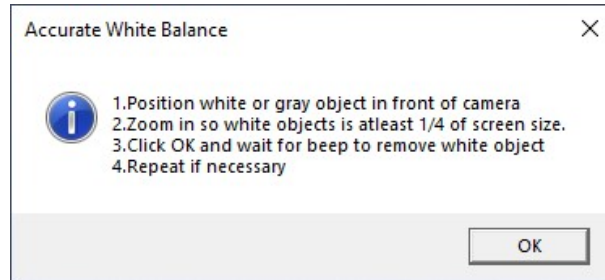 Accurate White Balance
1.Position white or gray object in front of camera
2.Zoom in so white objects is atleast 1/4 of screen size.
3.Click OK and wait for beep to remove white object
4.Repeat if necessary
OK